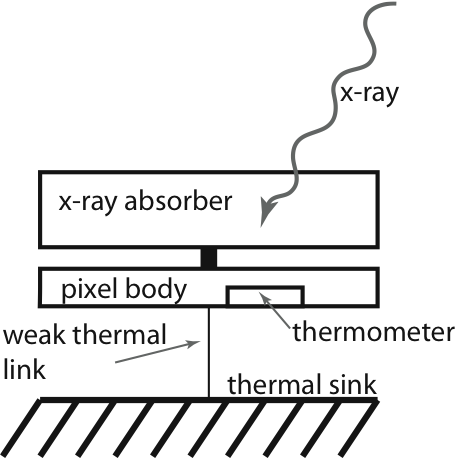 x-ray
x-ray absorber
pixel body
weak thermal
link
thermometer
thermal sink